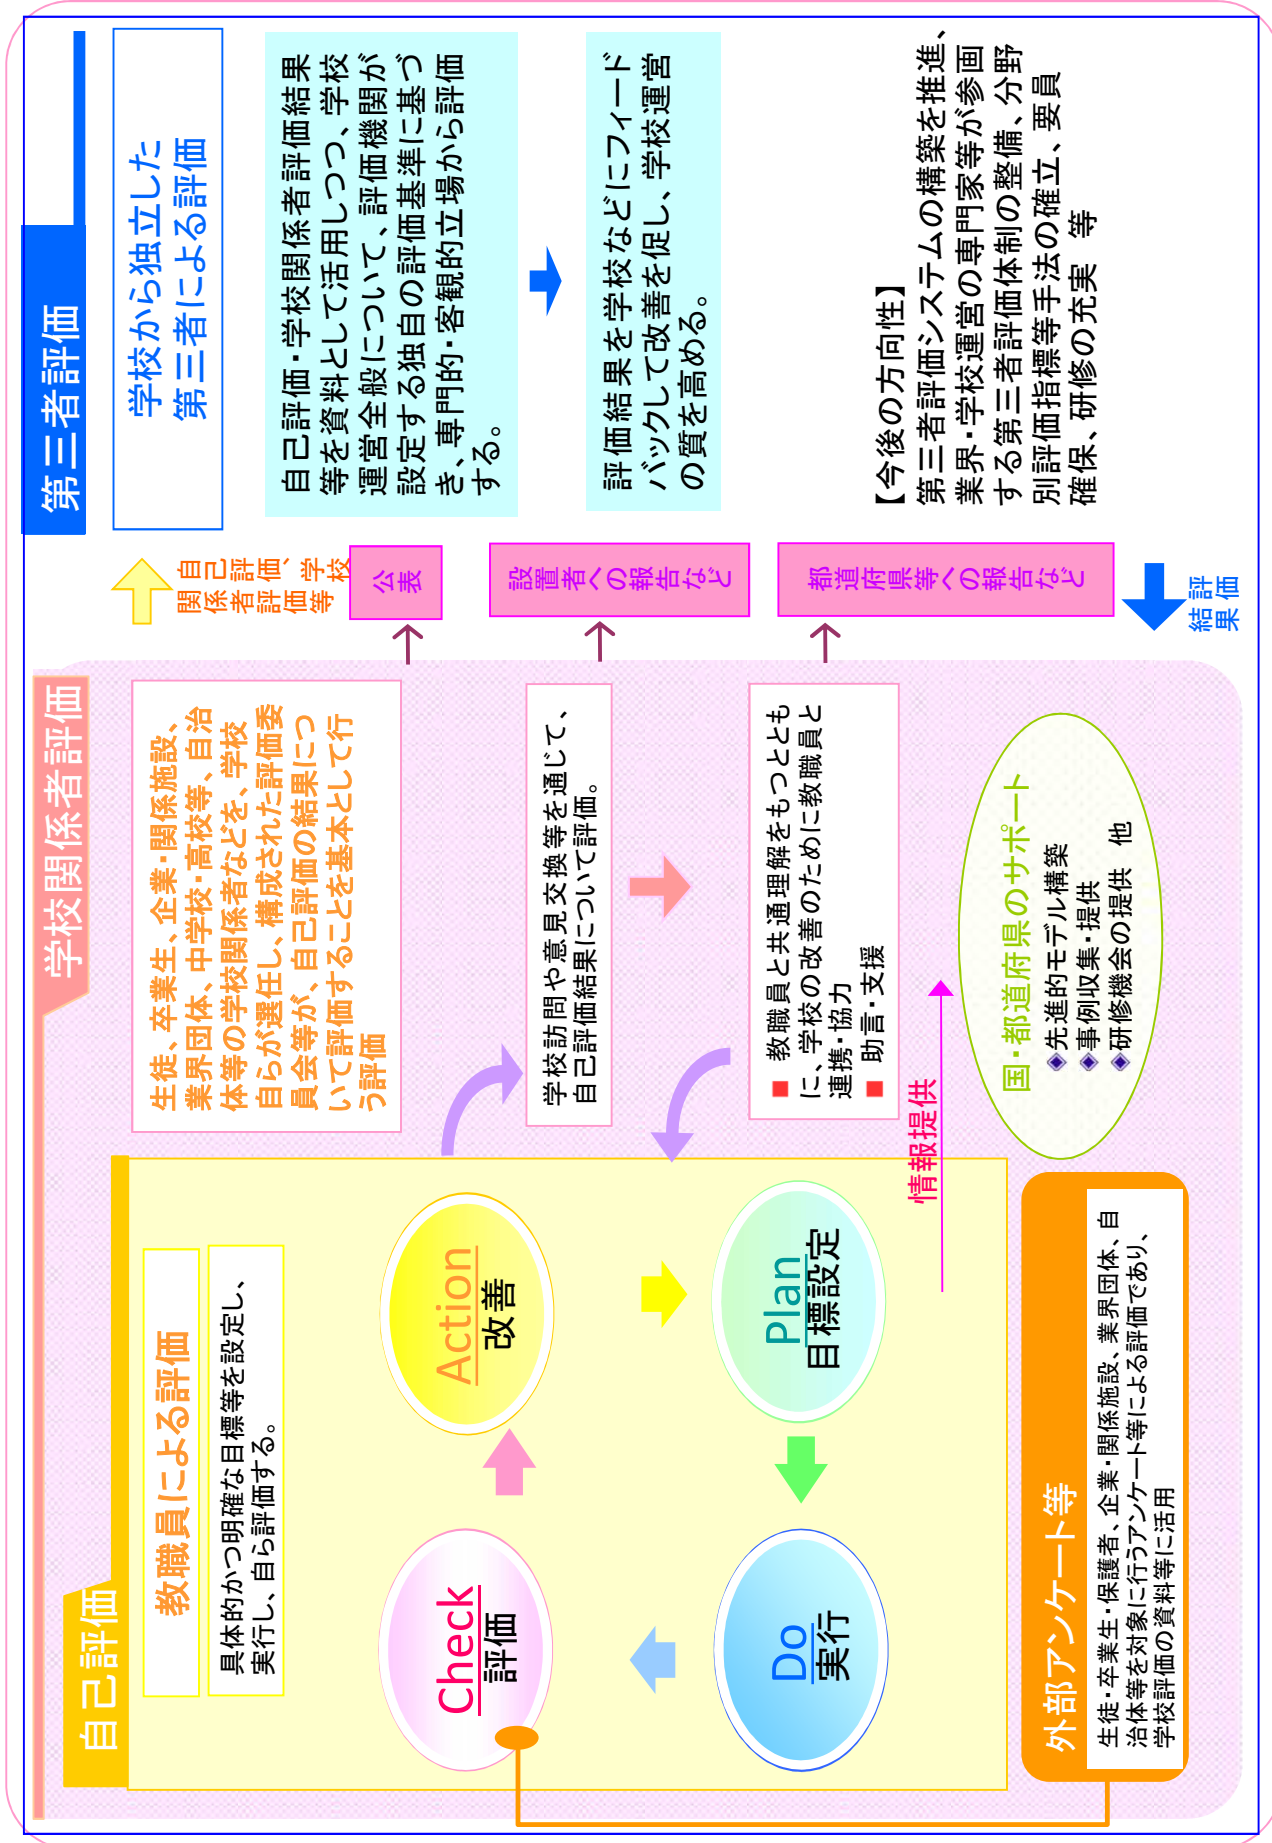 自己評価
教職員による評価
具体的かつ明確な目標等を設定し、
実行し、自ら評価する。
Check
評価
Action
改善
Do
実行
Plan
目標設定
外部アンケート等
生徒・卒業生・保護者、企業・関係施設、業界団体、自
治体等を対象に行うアンケート等による評価であり、
学校評価の資料等に活用
学校関係者評価
生徒、卒業生、企業・関係施設、
業界団体、中学校・高校等、自治
体等の学校関係者などを、学校
自らが選任し、構成された評価委
員会等が、自己評価の結果につ
いて評価することを基本として行
う評価
学校訪問や意見交換等を通じて、
自己評価結果について評価。
■ 教職員と共通理解をもつととも
に、学校の改善のために教職員と
連携・協力
■ 助言・支援
情報提供
国・都道府県のサポート
◆先進的モデル構築
◆事例収集・提供
◆研修機会の提供 他
自己評価、学校
関係者評価等
公表
設置者への報告など
都道府県等への報告など
評価
結果
第三者評価
学校から独立した
第三者による評価
自己評価・学校関係者評価結果
等を資料として活用しつつ、学校
運営全般について、評価機関が
設定する独自の評価基準に基づ
き、専門的・客観的立場から評価
する。
評価結果を学校などにフィード
バックして改善を促し、学校運営
の質を高める。
【今後の方向性】
第三者評価システムの構築を推進、
業界・学校運営の専門家等が参画
する第三者評価体制の整備、分野
別評価指標等手法の確立、要員
確保、研修の充実 等